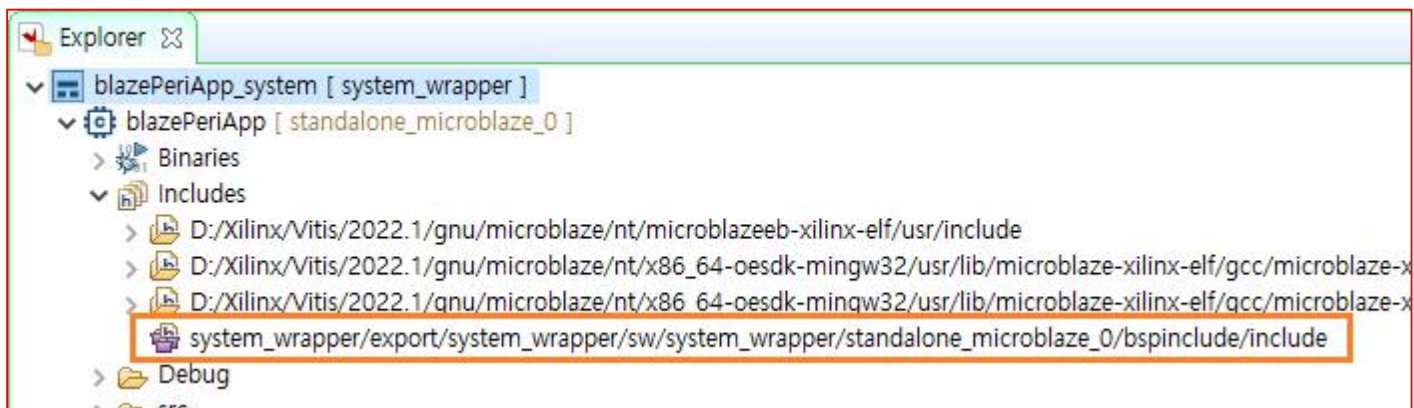 Explorer
blazePeriApp_system [ system_wrapper ]
blazePeriApp [ standalone_microblaze_0 ]
Binaries
Includes
D:/Xilinx/Vitis/2022.1/gnu/microblaze/nt/microblazeeb-xilinx-elf/usr/include
D:/Xilinx/Vitis/2022.1/gnu/microblaze/nt/x86_64-oesdk-mingw32/usr/lib/microblaze-xilinx-elf/gcc/microblaze-x
D:/Xilinx/Vitis/2022.1/gnu/microblaze/nt/x86_64-oesdk-mingw32/usr/lib/microblaze-xilinx-elf/gcc/microblaze-x
system_wrapper/export/system_wrapper/sw/system_wrapper/standalone_microblaze_0/bspinclude/include
Debug